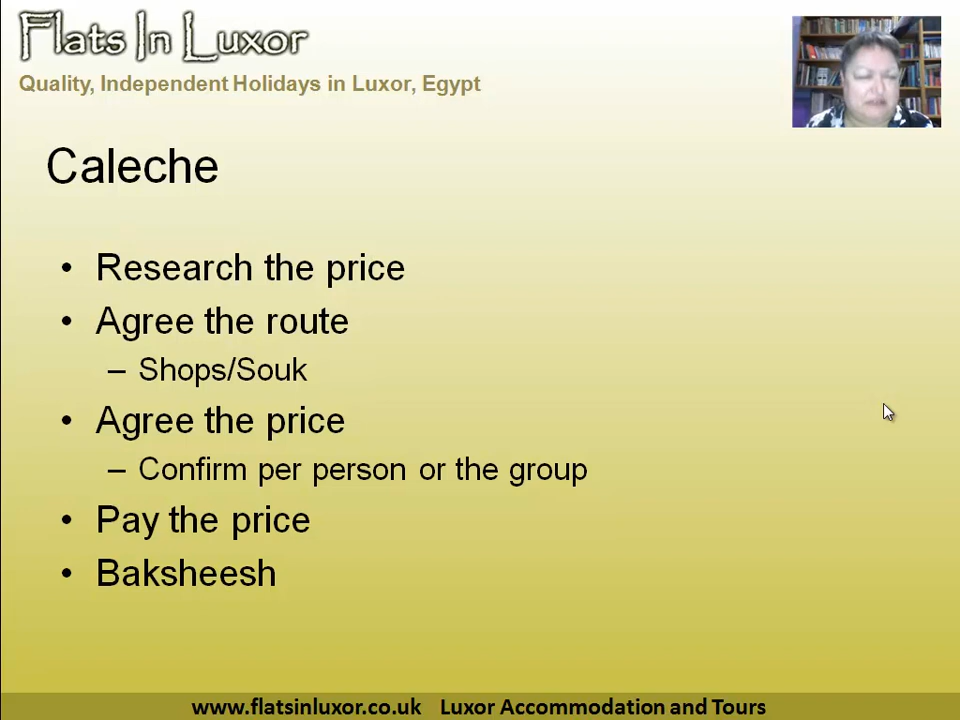 Flats In Luxor
Quality, Independent Holidays in Luxor, Egypt
Caleche
• Research the price
• Agree the route
– Shops/Souk
• Agree the price
– Confirm per person or the group
• Pay the price
• Baksheesh
www.flatsinluxor.co.uk Luxor Accommodation and Tours